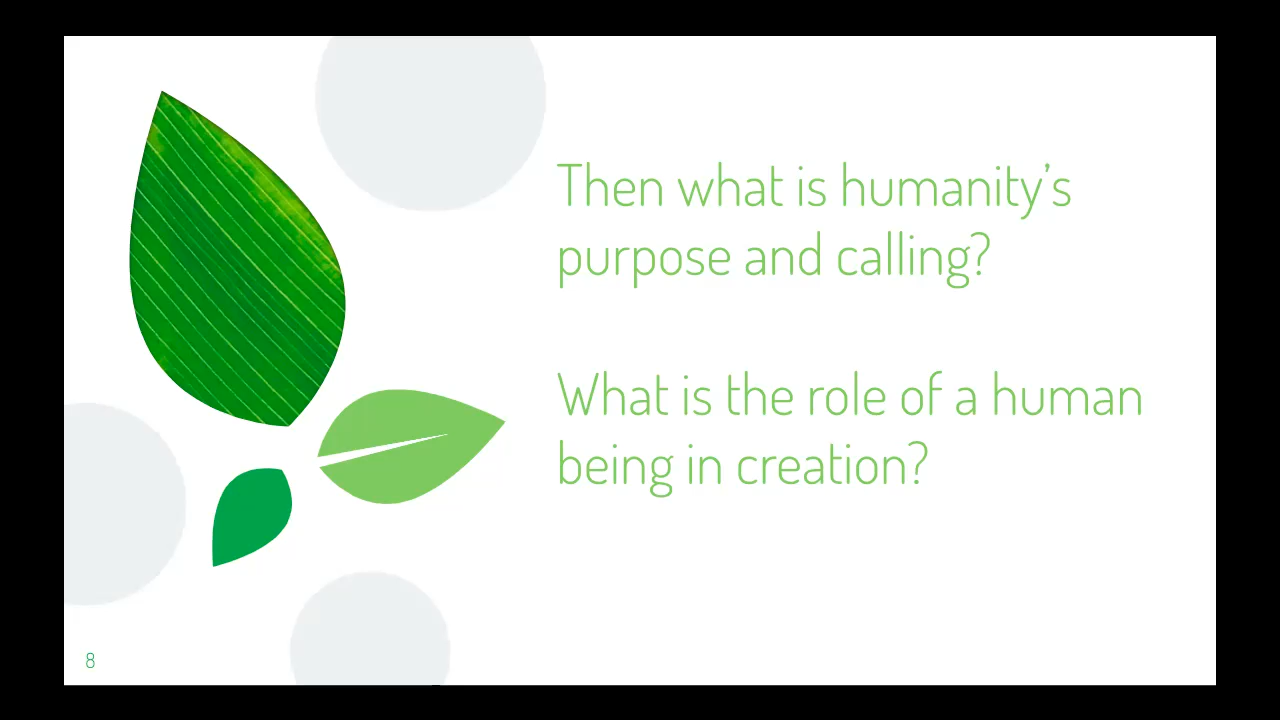 Then what is humanity's
purpose and calling?
What is the role of a human
being in creation?
8